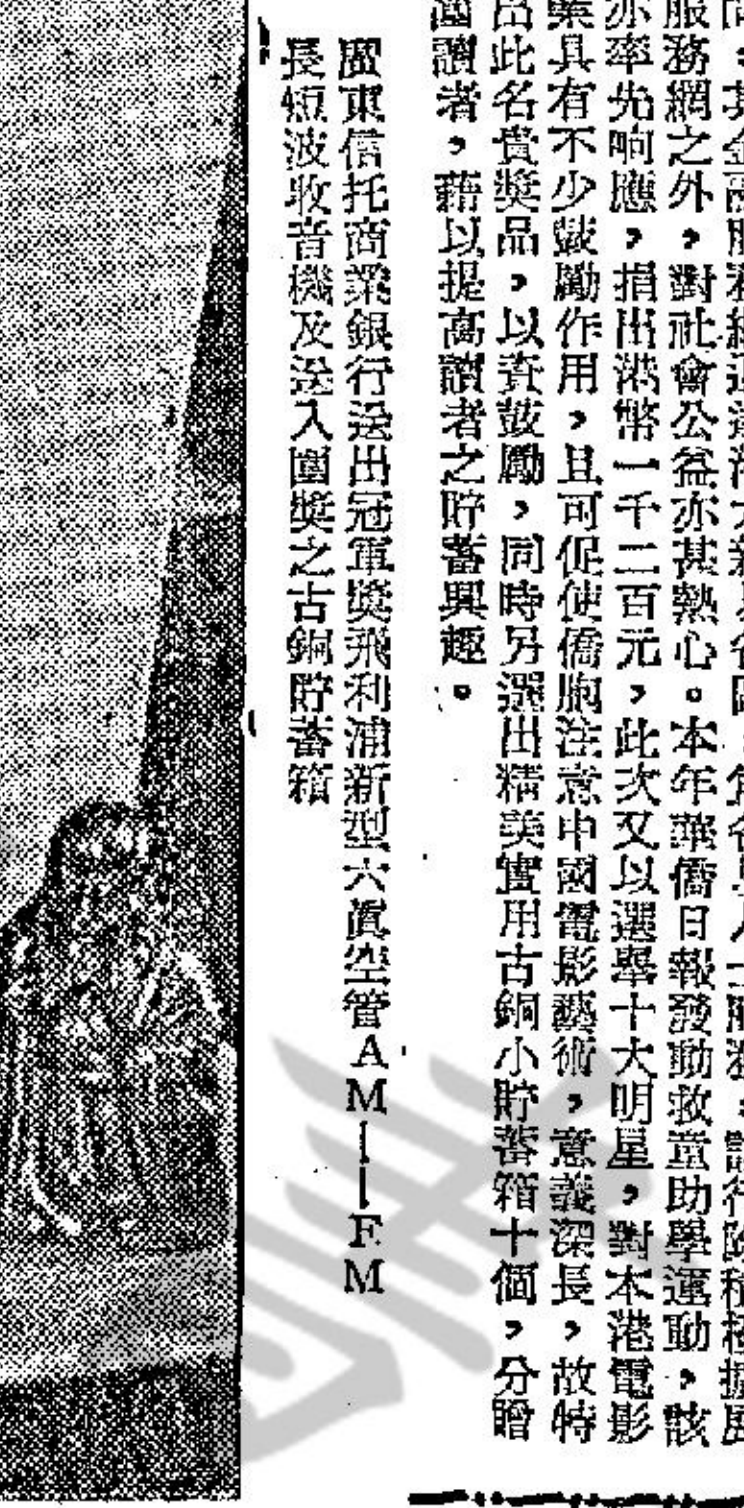 服務網之外，對社會公益亦甚熱心。本年華僑日報發動救童助學運動，該
亦率先响應，捐出港幣一千二百元，此次又以選舉十大明星，對本港電影
業具有不少皷勵作用，且可促使僑胞注意中國電影藝術，意義深長，故特
出此名貴獎品，以資皷勵，同時另選出精美實用古銅小貯蓄箱十個，分贈
讀者，藉以提高讀者之貯蓄興趣。
廣東信托商業銀行送出冠軍獎飛利浦新型六眞空管AM——FM
長短波收音機及送入圍獎之古銅貯蓄箱